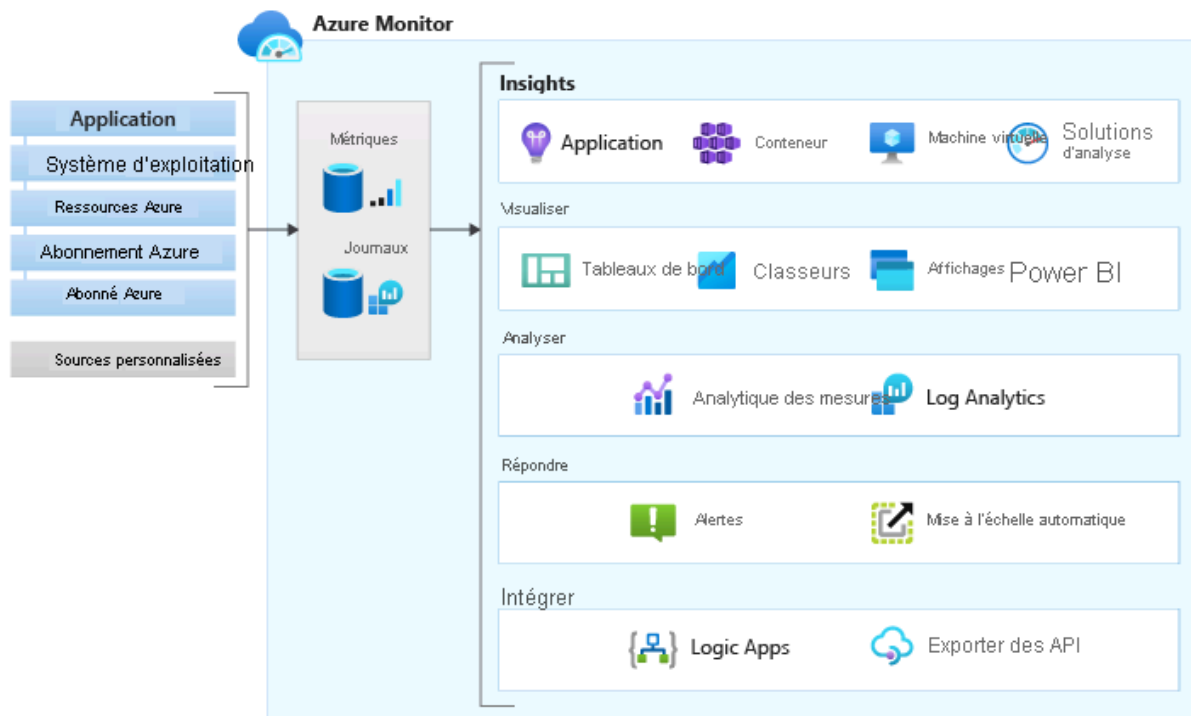 Azure Monitor
Application
Système d'exploitation
Ressources Azure
Abonnement Azure
Abonné Azure
Sources personnalisées
Métriques
Journaux
Insights
Application
Conteneur
Machine virtuelle
Solutions
d'analyse
Visualiser
Tableaux de bord
Classeurs
Affichages
Power BI
Analyser
Analytique des mesures
Log Analytics
Répondre
Alertes
Mise à l'échelle automatique
Intégrer
Logic Apps
Exporter des API